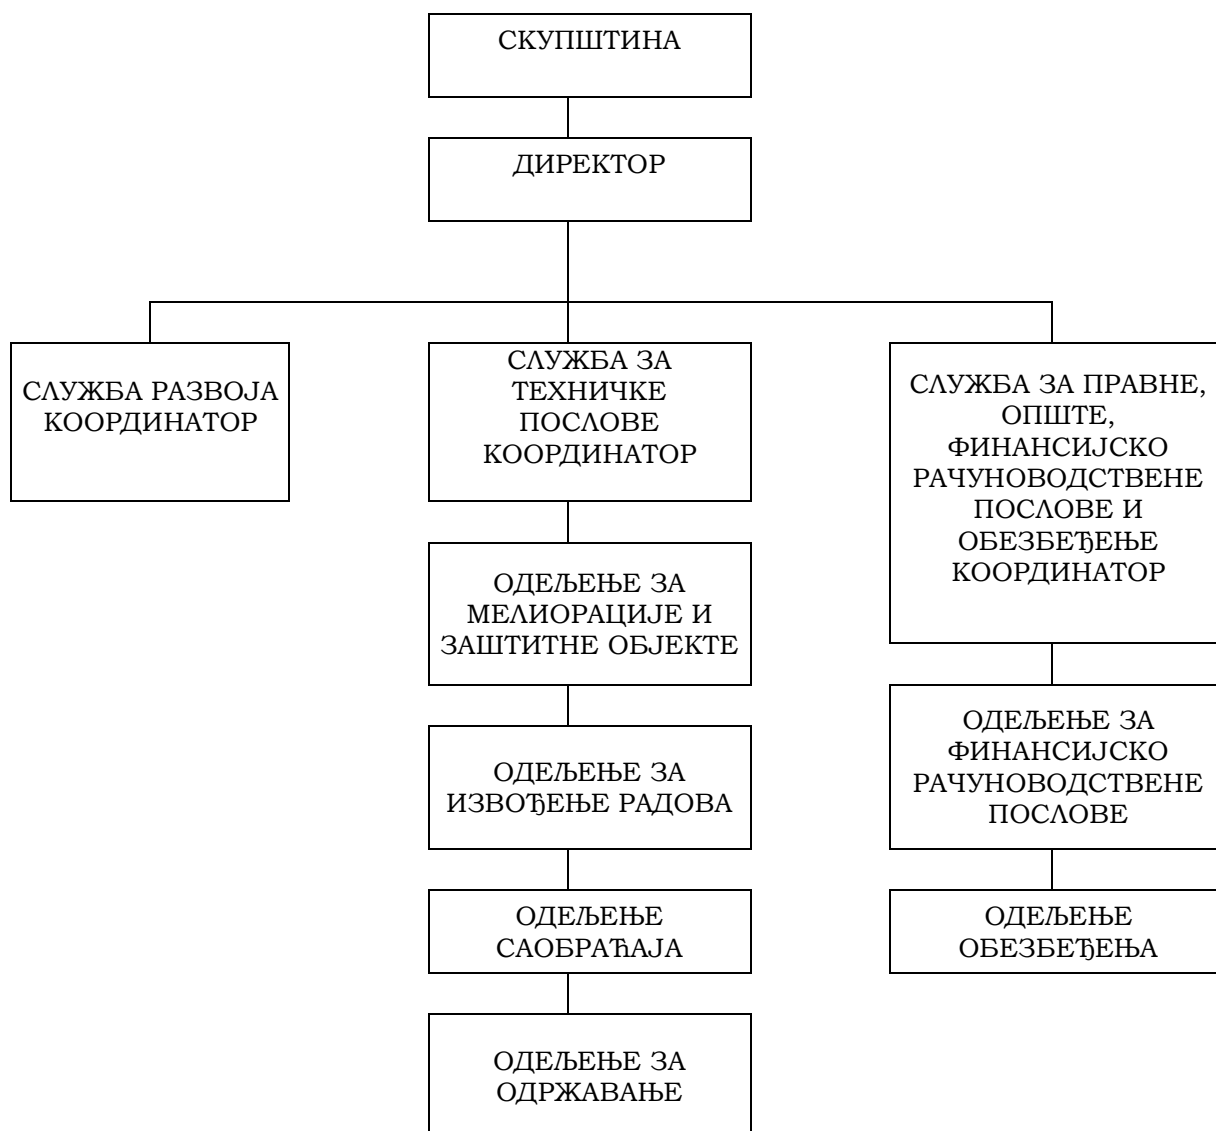 СКУПШТИНА
ДИРЕКТОР
СЛУЖБА РАЗВОЈА
КООРДИНАТОР
СЛУЖБА ЗА
ТЕХНИЧКЕ
ПОСЛОВЕ
КООРДИНАТОР
СЛУЖБА ЗА ПРАВНЕ,
ОПШТЕ,
ФИНАНСИЈСКО
РАЧУНОВОДСТВЕНЕ
ПОСЛОВЕ И
ОБЕЗБЕЂЕЊЕ
КООРДИНАТОР
ОДЕЉЕЊЕ ЗА
МЕЛИОРАЦИЈЕ И
ЗАШТИТНЕ ОБЈЕКТЕ
ОДЕЉЕЊЕ ЗА
ИЗВОЂЕЊЕ РАДОВА
ОДЕЉЕЊЕ ЗА
ФИНАНСИЈСКО
РАЧУНОВОДСТВЕНЕ
ПОСЛОВЕ
ОДЕЉЕЊЕ
САОБРАЋАЈА
ОДЕЉЕЊЕ
ОБЕЗБЕЂЕЊА
ОДЕЉЕЊЕ ЗА
ОДРЖАВАЊЕ